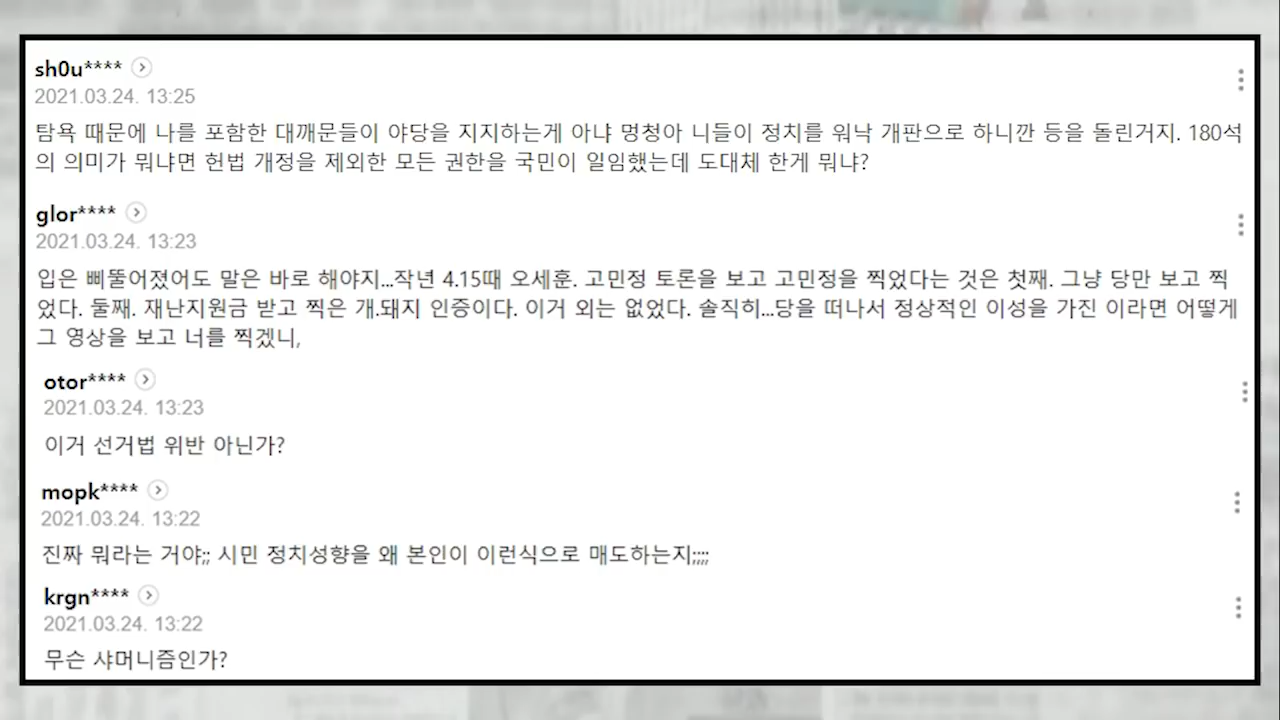 sh0u****
2021.03.24. 13:25
탐욕 때문에 나를 포함한 대깨문들이 야당을 지지하는게 아냐 멍청아 니들이 정치를 워낙 개판으로 하니깐 등을 돌린거지. 180석
의 의미가 뭐냐면 헌법 개정을 제외한 모든 권한을 국민이 일임했는데 도대체 한게 뭐냐?
glor****
2021.03.24. 13:23
입은 삐뚤어졌어도 말은 바로 해야지...작년 4.15때 오세훈. 고민정 토론을 보고 고민정을 찍었다는 것은 첫째. 그냥 당만 보고 찍
었다. 둘째. 재난지원금 받고 찍은 개.돼지 인증이다. 이거 외는 없었다. 솔직히...당을 떠나서 정상적인 이성을 가진 이라면 어떻게
그 영상을 보고 너를 찍겠니,
otor****
2021.03.24. 13:23
이거 선거법 위반 아닌가?
mopk****
2021.03.24. 13:22
진짜 뭐라는 거야;; 시민 정치성향을 왜 본인이 이런식으로 매도하는지;;;;
krgn****
2021.03.24. 13:22
무슨 샤머니즘인가?